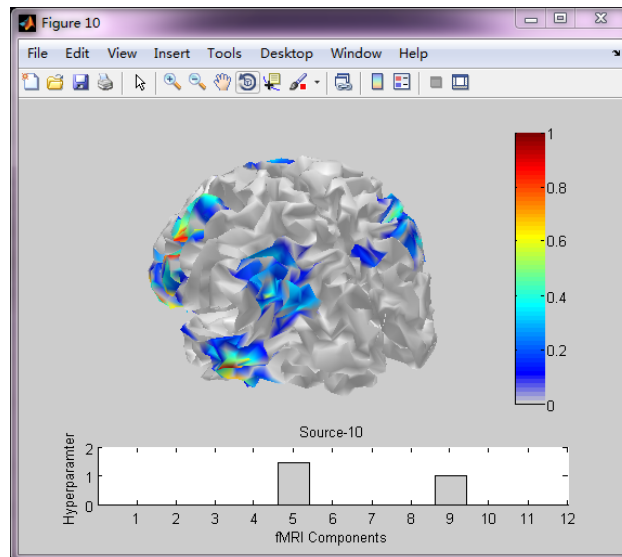 Figure 10
File Edit View Insert Tools Desktop Window Help
1
0.8
0.6
0.4
0.2
0
Source-10
Hyperparamter
2
1
0
1 2 3 4 5 6 7 8 9 10 11 12
fMRI Components